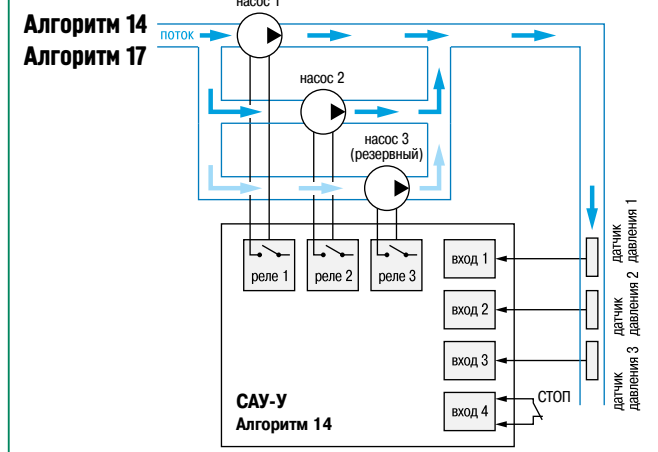 насос 1
Алгоритм 14
Алгоритм 17
поток
насос 2
насос 3
(резервный)
датчик
давления 1
датчик
давления 2
датчик
давления 3
реле 1
реле 2
реле 3
вход 1
вход 2
вход 3
вход 4
СТОП
САУ-У
Алгоритм 14